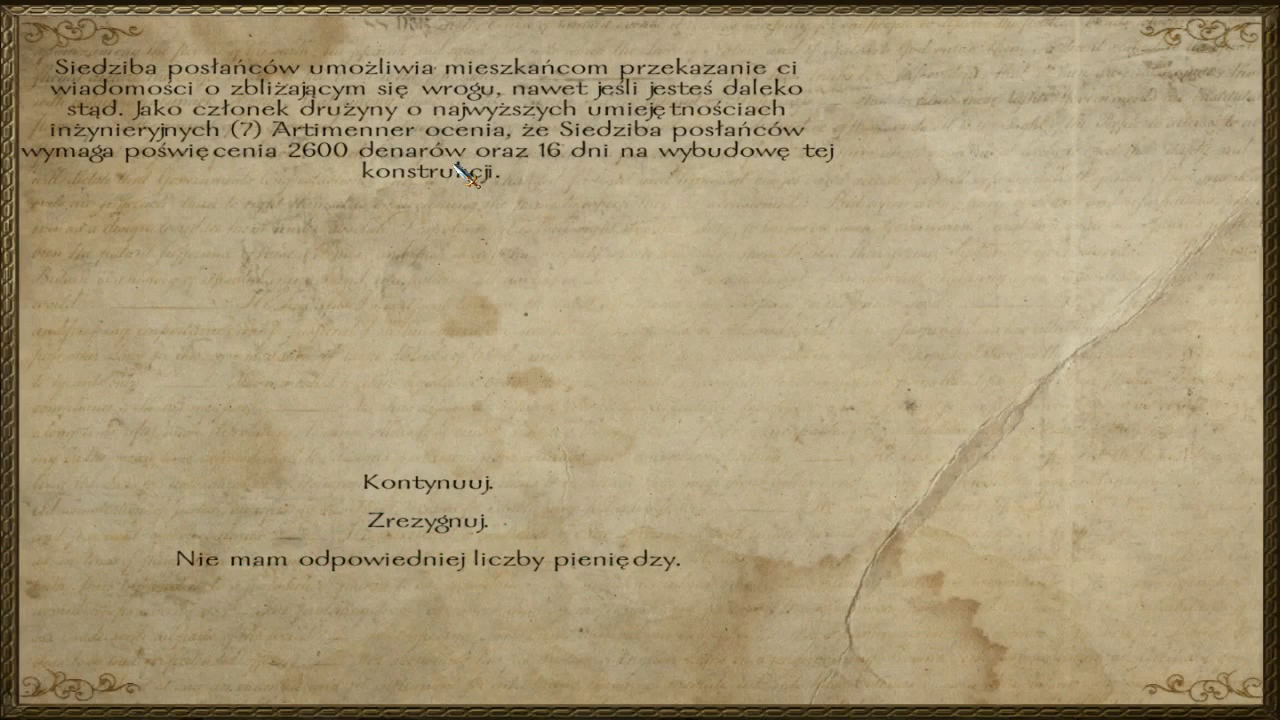 Siedziba posłańców umożliwia mieszkańcom przekazanie ci
wiadomości o zbliżającym się wrogu, nawet jeśli jesteś daleko
stąd. Jako członek drużyny o najwyższych umiejętnościach
inżynieryjnych (7) Artimenner ocenia, że Siedziba posłańców
wymaga poświęcenia 2600 denarów oraz 16 dni na wybudowę tej
konstrukcji.
Kontynuuj.
Zrezygnuj.
Nie mam odpowiedniej liczby pieniędzy.